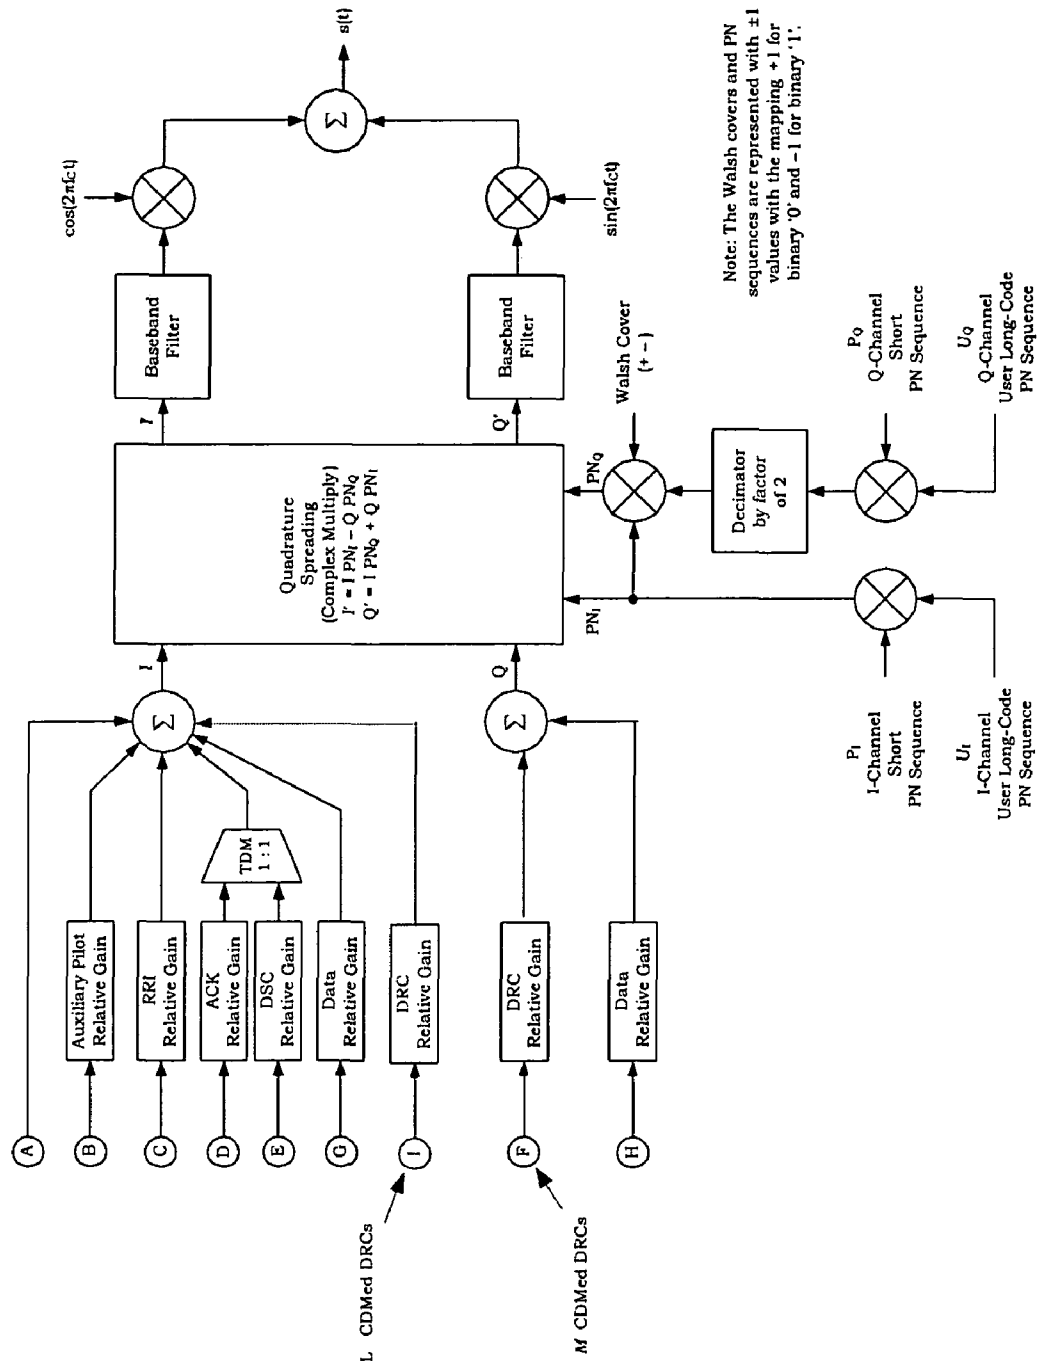 A
B
Auxiliary Pilot
Relative Gain
C
RRI
Relative Gain
D
ACK
Relative Gain
E
DSC
Relative Gain
TDM
1 : 1
G
Data
Relative Gain
L CDMed DRCs
I
DRC
Relative Gain
M CDMed DRCs
F
DRC
Relative Gain
H
Data
Relative Gain
Σ
I
Σ
Q
Quadrature
Spreading
(Complex Multiply)
I' = I PNI – Q PNQ
Q' = I PNQ + Q PNI
I'
Q'
Baseband
Filter
Baseband
Filter
cos(2πfct)
sin(2πfct)
Σ
s(t)
PNI
PNQ
Walsh Cover
(+ –)
Decimator
by factor
of 2
PI
I-Channel
Short
PN Sequence
UI
I-Channel
User Long-Code
PN Sequence
PQ
Q-Channel
Short
PN Sequence
UQ
Q-Channel
User Long-Code
PN Sequence
Note: The Walsh covers and PN
sequences are represented with ±1
values with the mapping +1 for
binary '0' and –1 for binary '1'.